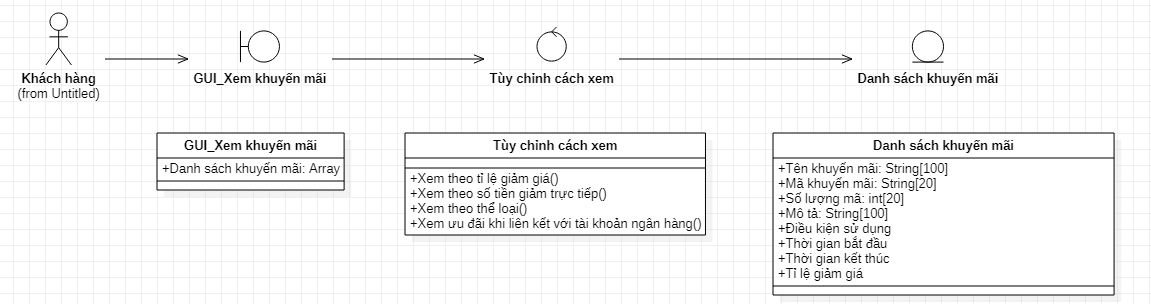 Khách hàng
(from Untitled)
GUI_Xem khuyến mãi
Tùy chỉnh cách xem
Danh sách khuyến mãi
GUI_Xem khuyến mãi
+Danh sách khuyến mãi: Array
Tùy chỉnh cách xem
+Xem theo tỉ lệ giảm giá()
+Xem theo số tiền giảm trực tiếp()
+Xem theo thể loại()
+Xem ưu đãi khi liên kết với tài khoản ngân hàng()
Danh sách khuyến mãi
+Tên khuyến mãi: String[100]
+Mã khuyến mãi: String[20]
+Số lượng mã: int[20]
+Mô tả: String[100]
+Điều kiện sử dụng
+Thời gian bắt đầu
+Thời gian kết thúc
+Tỉ lệ giảm giá